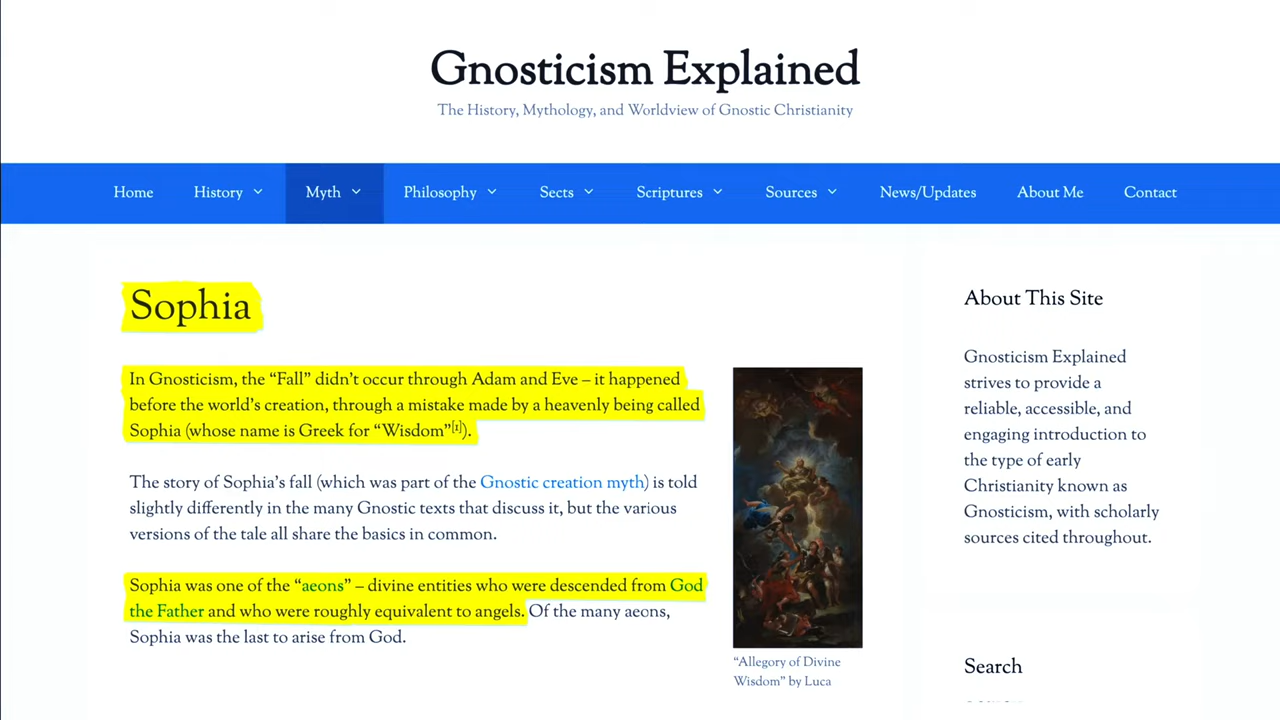 Gnosticism Explained
The History, Mythology, and Worldview of Gnostic Christianity
Home History Myth Philosophy Sects Scriptures Sources News/Updates About Me Contact
Sophia
In Gnosticism, the “Fall” didn’t occur through Adam and Eve – it happened
before the world’s creation, through a mistake made by a heavenly being called
Sophia (whose name is Greek for “Wisdom”[1]).
The story of Sophia’s fall (which was part of the Gnostic creation myth) is told
slightly differently in the many Gnostic texts that discuss it, but the various
versions of the tale all share the basics in common.
Sophia was one of the “aeons” – divine entities who were descended from God
the Father and who were roughly equivalent to angels. Of the many aeons,
Sophia was the last to arise from God.
“Allegory of Divine
Wisdom” by Luca
About This Site
Gnosticism Explained
strives to provide a
reliable, accessible, and
engaging introduction to
the type of early
Christianity known as
Gnosticism, with scholarly
sources cited throughout.
Search